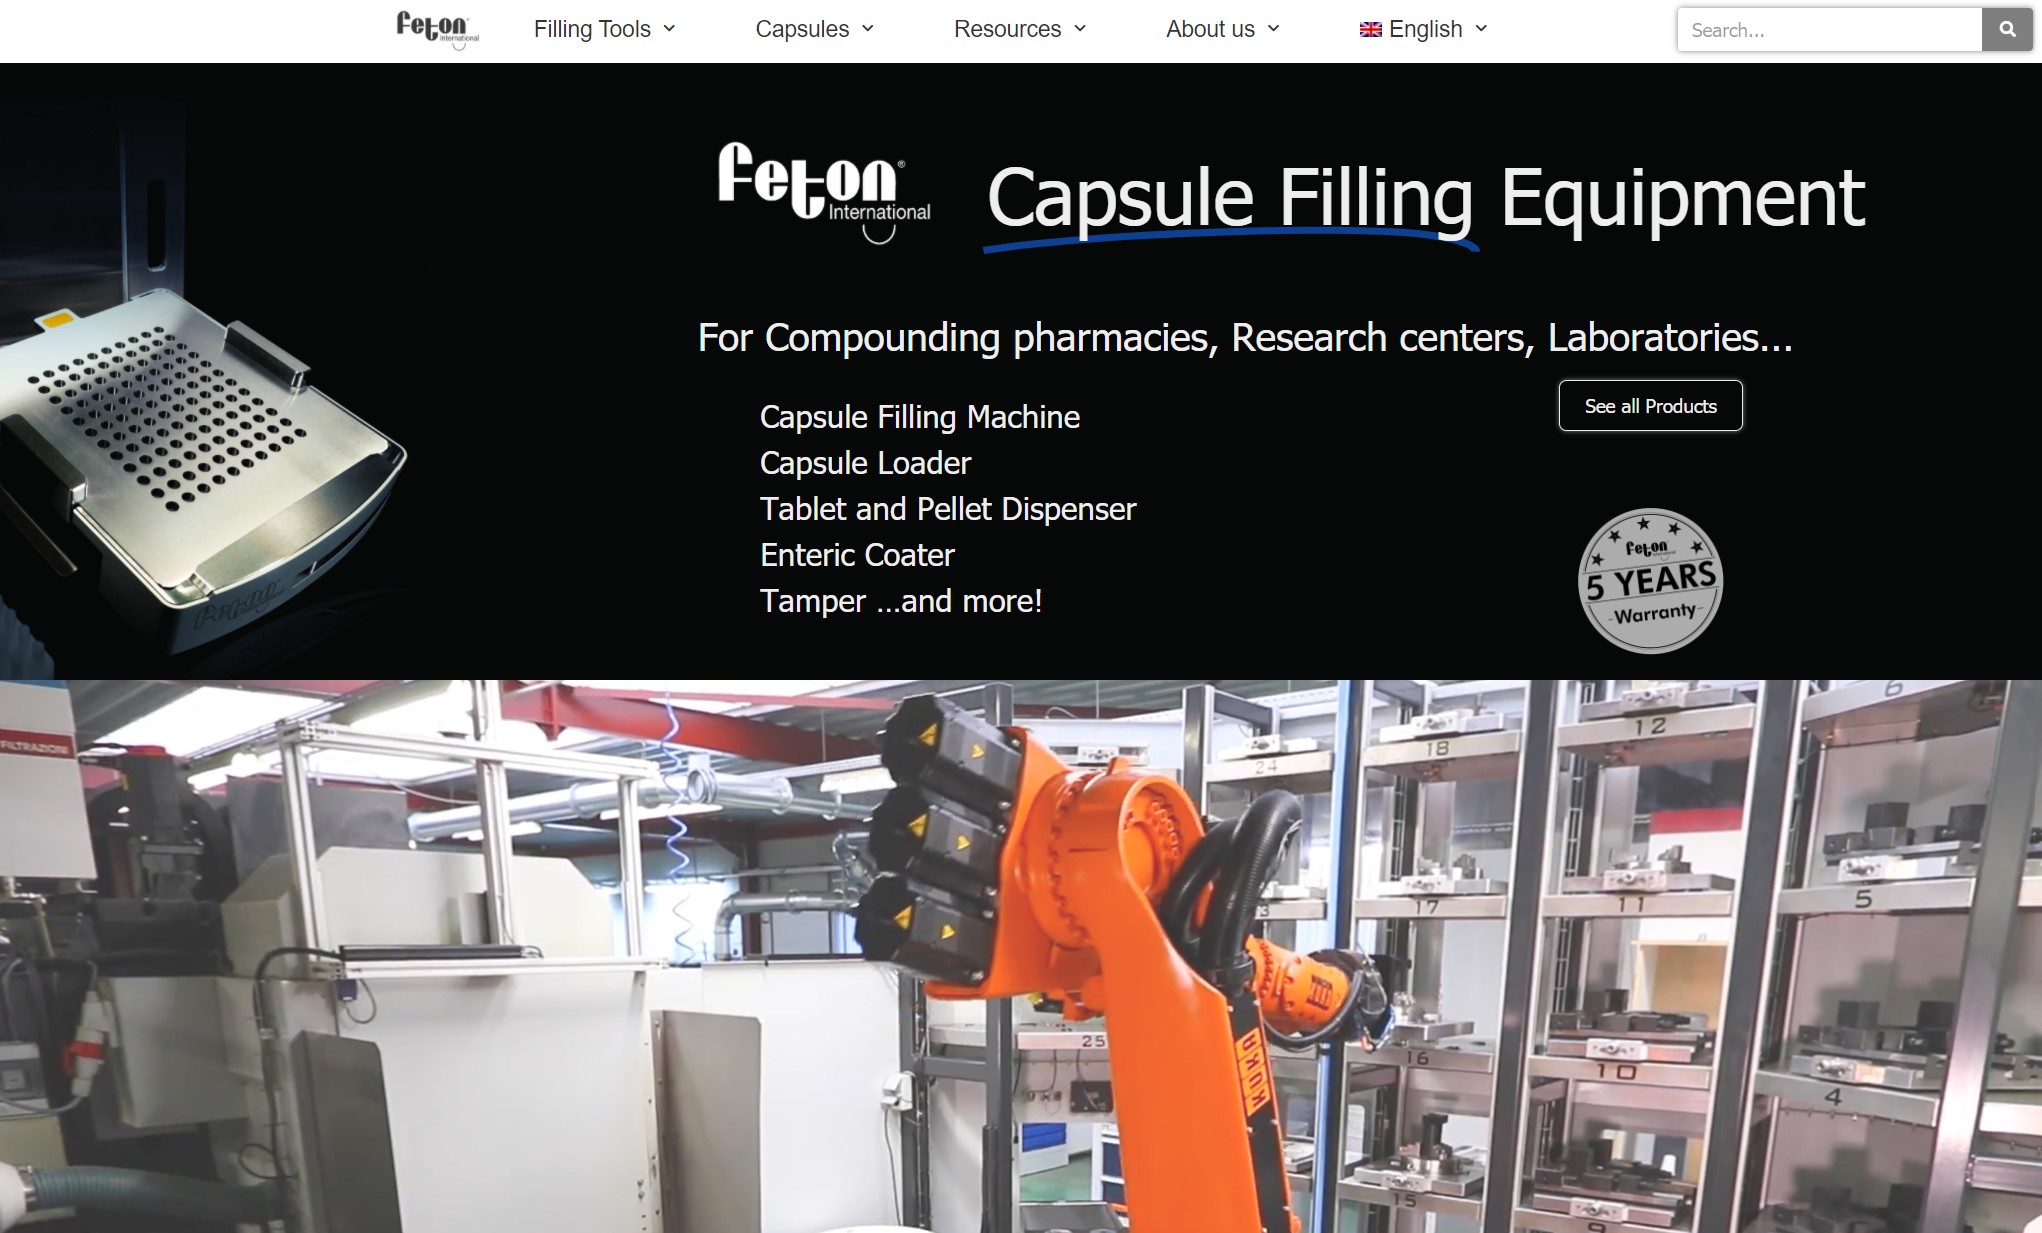 feton
International
Filling Tools
Capsules
Resources
About us
English
Search...
feton®
International
Capsule Filling Equipment
For Compounding pharmacies, Research centers, Laboratories...
Capsule Filling Machine
Capsule Loader
Tablet and Pellet Dispenser
Enteric Coater
Tamper ...and more!
See all Products
feton
5 YEARS
-Warranty-
feton
FILTRAZIONI
6
12
18
24
5
11
17
25
16
10
4
KUKA
15
9